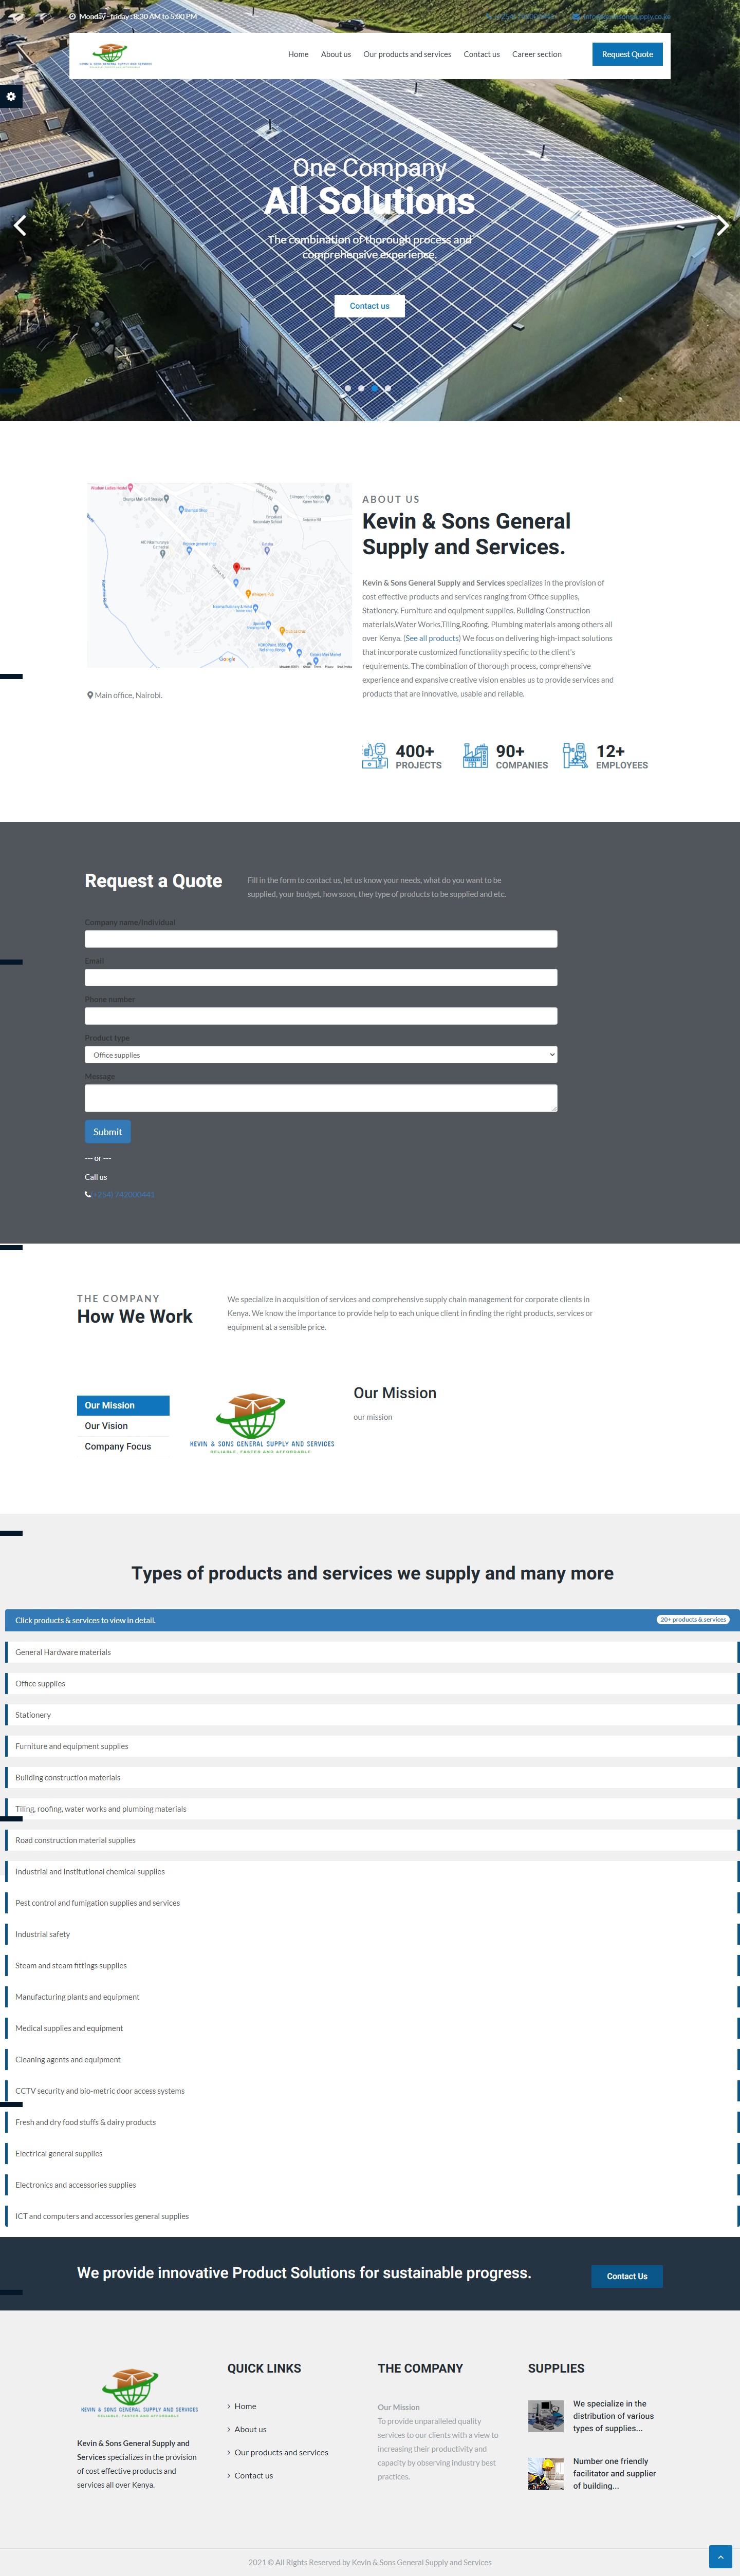 Monday - friday : 8:30 AM to 5:00 PM
KEVIN & SONS GENERAL SUPPLY AND SERVICES
Home
About us
Our products and services
Contact us
Career section
Request Quote
One Company
All Solutions
The combination of thorough process and
comprehensive experience.
Contact us
Google
Main office, Nairobi.
ABOUT US
Kevin & Sons General
Supply and Services.
Kevin & Sons General Supply and Services specializes in the provision of
cost effective products and services ranging from Office supplies,
Stationery, Furniture and equipment supplies, Building Construction
materials,Water Works,Tiling,Roofing, Plumbing materials among others all
over Kenya. (See all products) We focus on delivering high-impact solutions
that incorporate customized functionality specific to the client's
requirements. The combination of thorough process, comprehensive
experience and expansive creative vision enables us to provide services and
products that are innovative, usable and reliable.
400+
PROJECTS
90+
COMPANIES
12+
EMPLOYEES
Request a Quote
Fill in the form to contact us, let us know your needs, what do you want to be
supplied, your budget, how soon, they type of products to be supplied and etc.
Company name/Individual
Email
Phone number
Product type
Office supplies
Message
Submit
--- or ---
Call us
THE COMPANY
How We Work
We specialize in acquisition of services and comprehensive supply chain management for corporate clients in
Kenya. We know the importance to provide help to each unique client in finding the right products, services or
equipment at a sensible price.
Our Mission
Our Vision
Company Focus
KEVIN & SONS GENERAL SUPPLY AND SERVICES
RELIABLE, FASTER AND AFFORDABLE
Our Mission
our mission
Types of products and services we supply and many more
Click products & services to view in detail.
20+ products & services
General Hardware materials
Office supplies
Stationery
Furniture and equipment supplies
Building construction materials
Tiling, roofing, water works and plumbing materials
Road construction material supplies
Industrial and Institutional chemical supplies
Pest control and fumigation supplies and services
Industrial safety
Steam and steam fittings supplies
Manufacturing plants and equipment
Medical supplies and equipment
Cleaning agents and equipment
CCTV security and bio-metric door access systems
Fresh and dry food stuffs & dairy products
Electrical general supplies
Electronics and accessories supplies
ICT and computers and accessories general supplies
We provide innovative Product Solutions for sustainable progress.
Contact Us
KEVIN & SONS GENERAL SUPPLY AND SERVICES
RELIABLE, FASTER AND AFFORDABLE
Kevin & Sons General Supply and
Services specializes in the provision
of cost effective products and
services all over Kenya.
QUICK LINKS
Home
About us
Our products and services
Contact us
THE COMPANY
Our Mission
To provide unparalleled quality
services to our clients with a view to
increasing their productivity and
capacity by observing industry best
practices.
SUPPLIES
We specialize in the
distribution of various
types of supplies...
Number one friendly
facilitator and supplier
of building...
2021 © All Rights Reserved by Kevin & Sons General Supply and Services